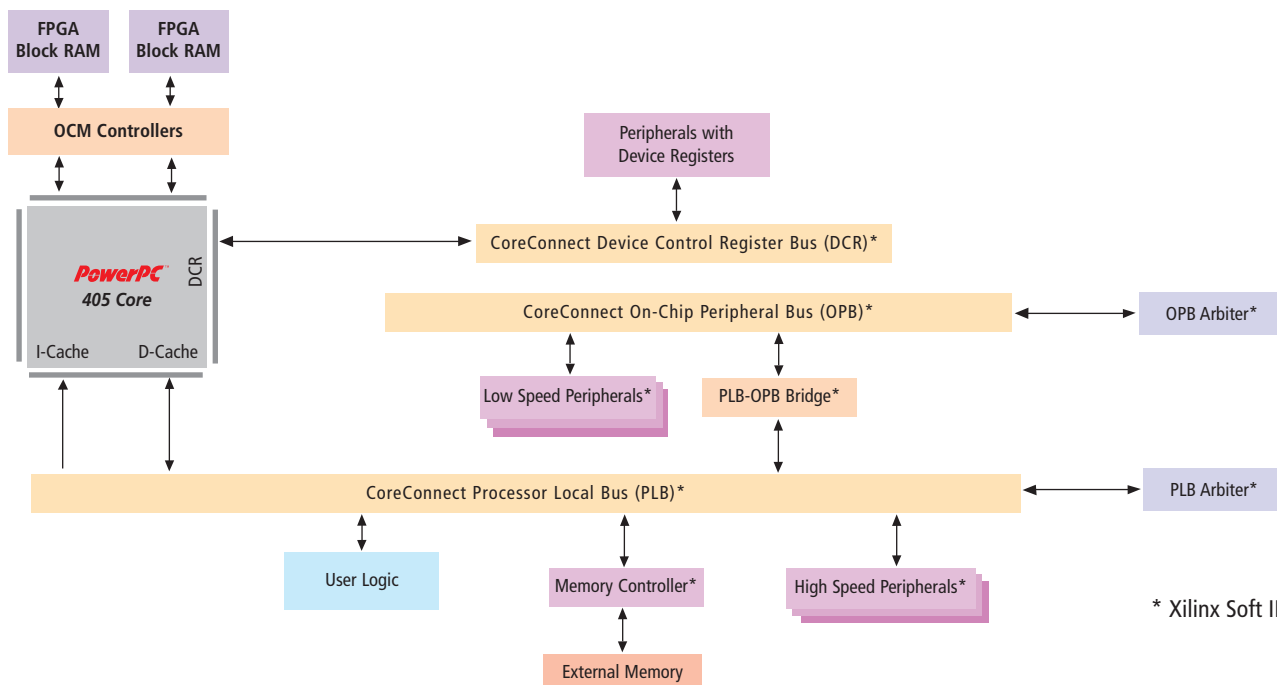 FPGA
Block RAM
FPGA
Block RAM
OCM Controllers
Peripherals with
Device Registers
CoreConnect Device Control Register Bus (DCR)*
PowerPC™
405 Core
DCR
I-Cache
D-Cache
CoreConnect On-Chip Peripheral Bus (OPB)*
OPB Arbiter*
Low Speed Peripherals*
PLB-OPB Bridge*
CoreConnect Processor Local Bus (PLB)*
PLB Arbiter*
User Logic
Memory Controller*
High Speed Peripherals*
External Memory
* Xilinx Soft